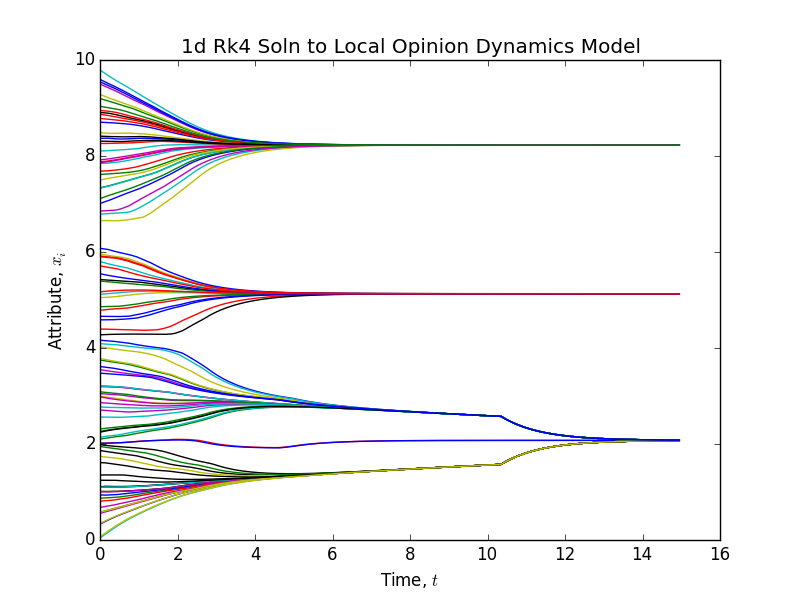 1d Rk4 Soln to Local Opinion Dynamics Model
10
8
6
4
2
0
Attribute, x_i
0 2 4 6 8 10 12 14 16
Time, t